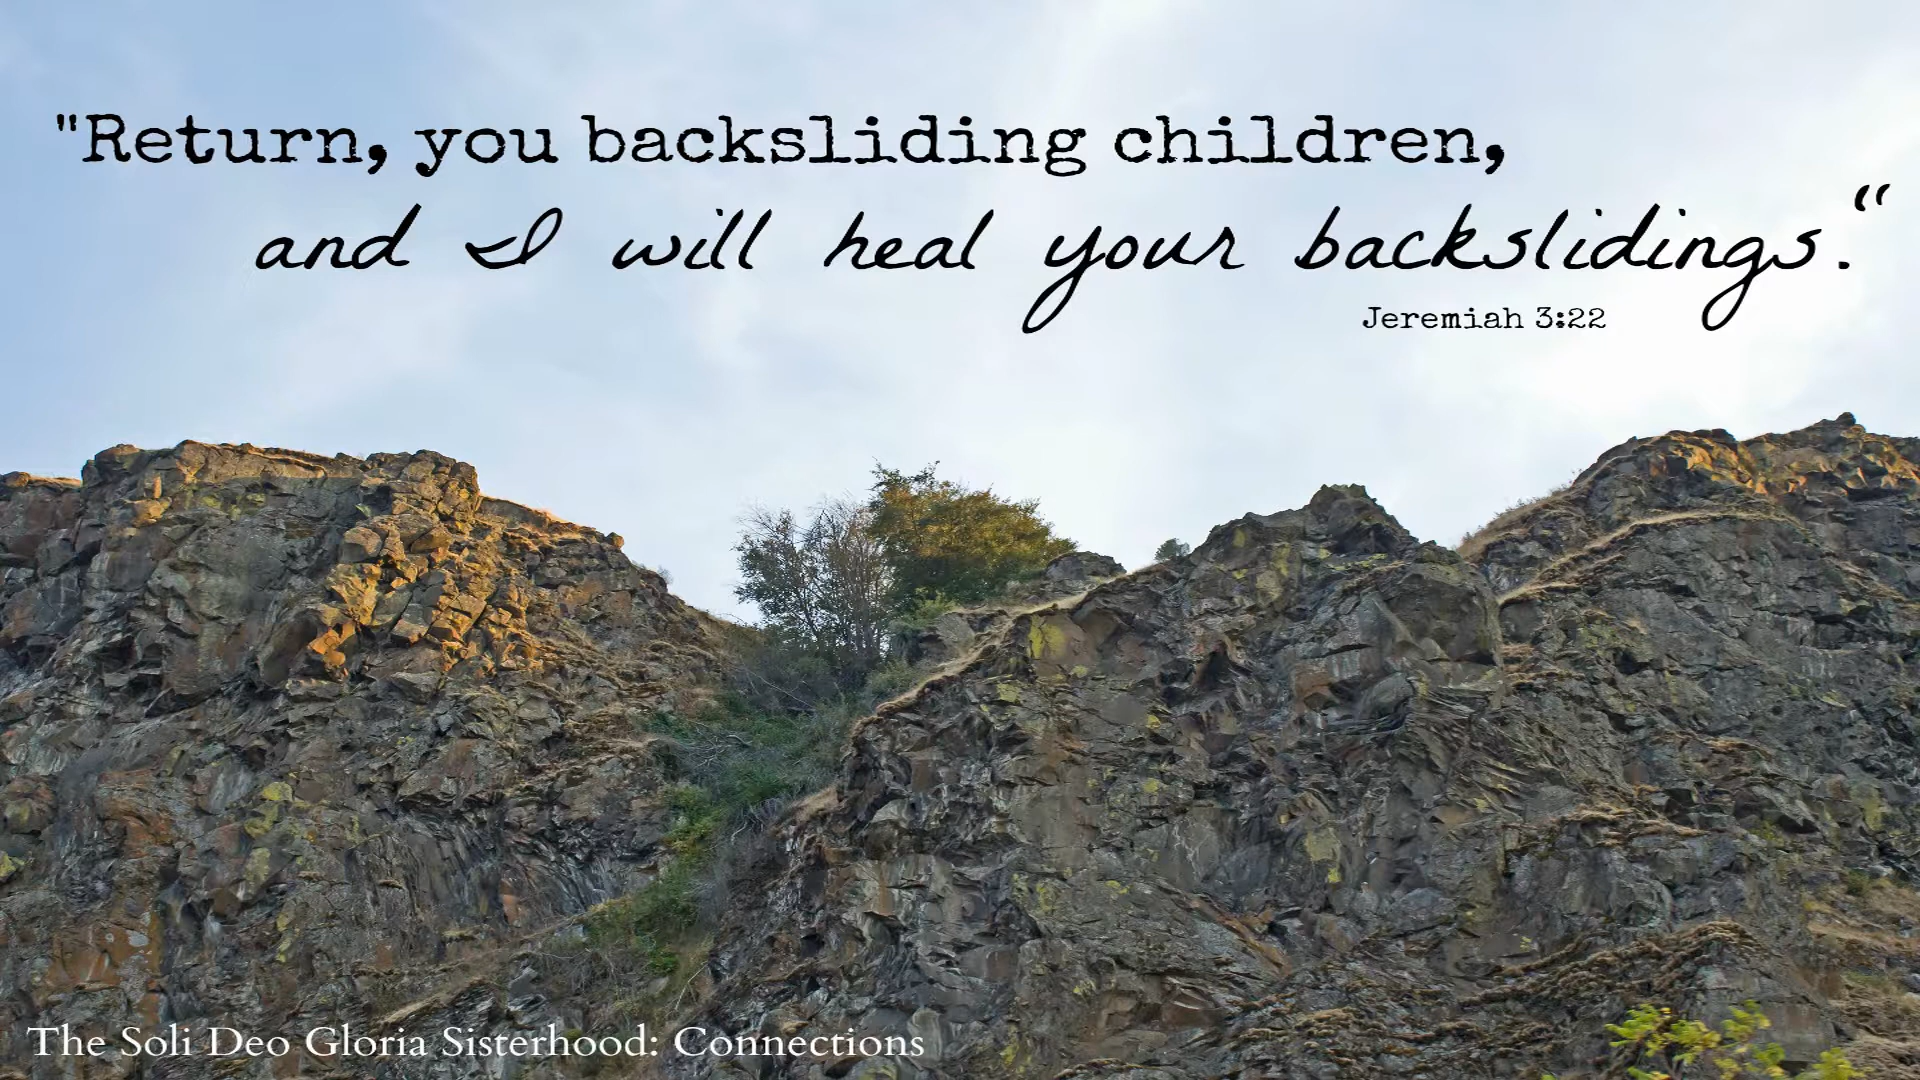 "Return, you backsliding children,
and I will heal your backslidings.“
Jeremiah 3:22
The Soli Deo Gloria Sisterhood: Connections